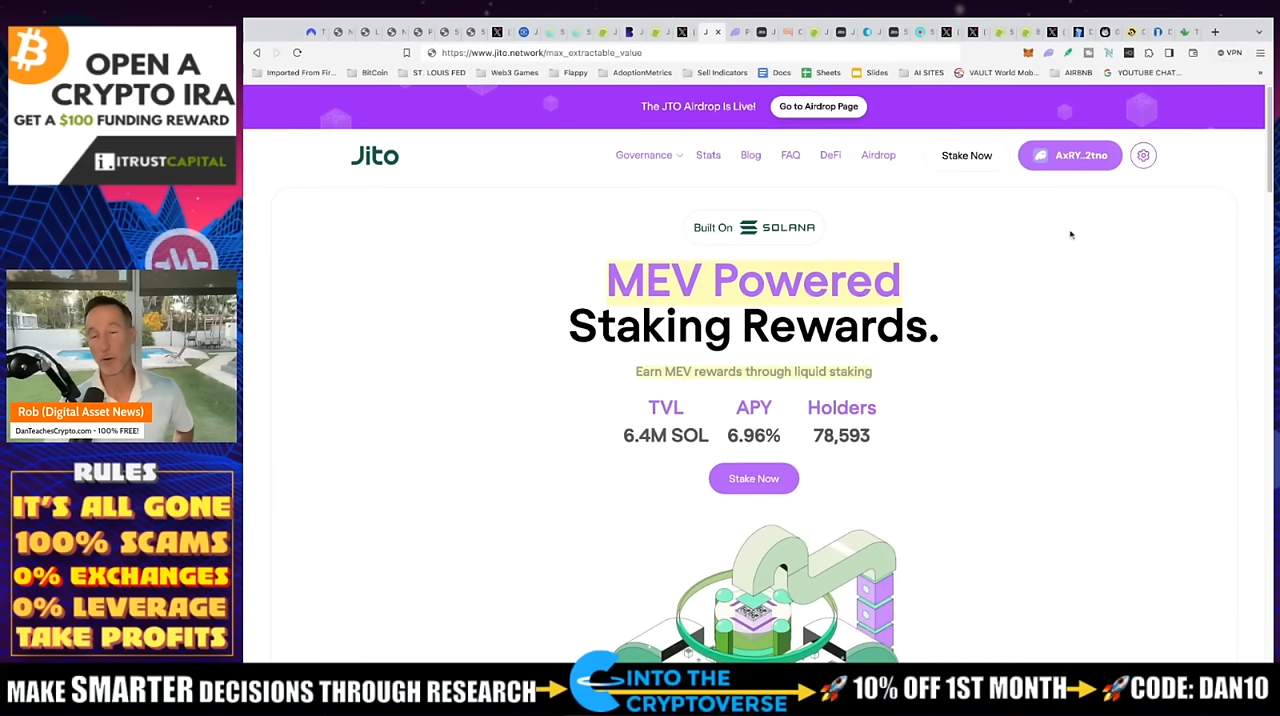 OPEN A
CRYPTO IRA
GET A $100 FUNDING REWARD
ITRUSTCAPITAL
https://www.jito.network/max_extractable_value
VPN
Imported From Fir...
BitCoin
ST. LOUIS FED
Web3 Games
Flappy
AdoptionMetrics
Sell Indicators
Docs
Sheets
Slides
AI SITES
VAULT World Mob...
AIRBNB
YOUTUBE CHAT...
The JTO Airdrop Is Live!
Go to Airdrop Page
Jito
Governance
Stats
Blog
FAQ
DeFi
Airdrop
Stake Now
AxRY..2tno
Built On SOLANA
MEV Powered
Staking Rewards.
Earn MEV rewards through liquid staking
TVL APY Holders
6.4M SOL 6.96% 78,593
Stake Now
Rob (Digital Asset News)
DanTeachesCrypto.com - 100% FREE!
RULES
IT'S ALL GONE
100% SCAMS
0% EXCHANGES
0% LEVERAGE
TAKE PROFITS
MAKE SMARTER DECISIONS THROUGH RESEARCH
INTO THE
CRYPTOVERSE
10% OFF 1ST MONTH
CODE: DAN10